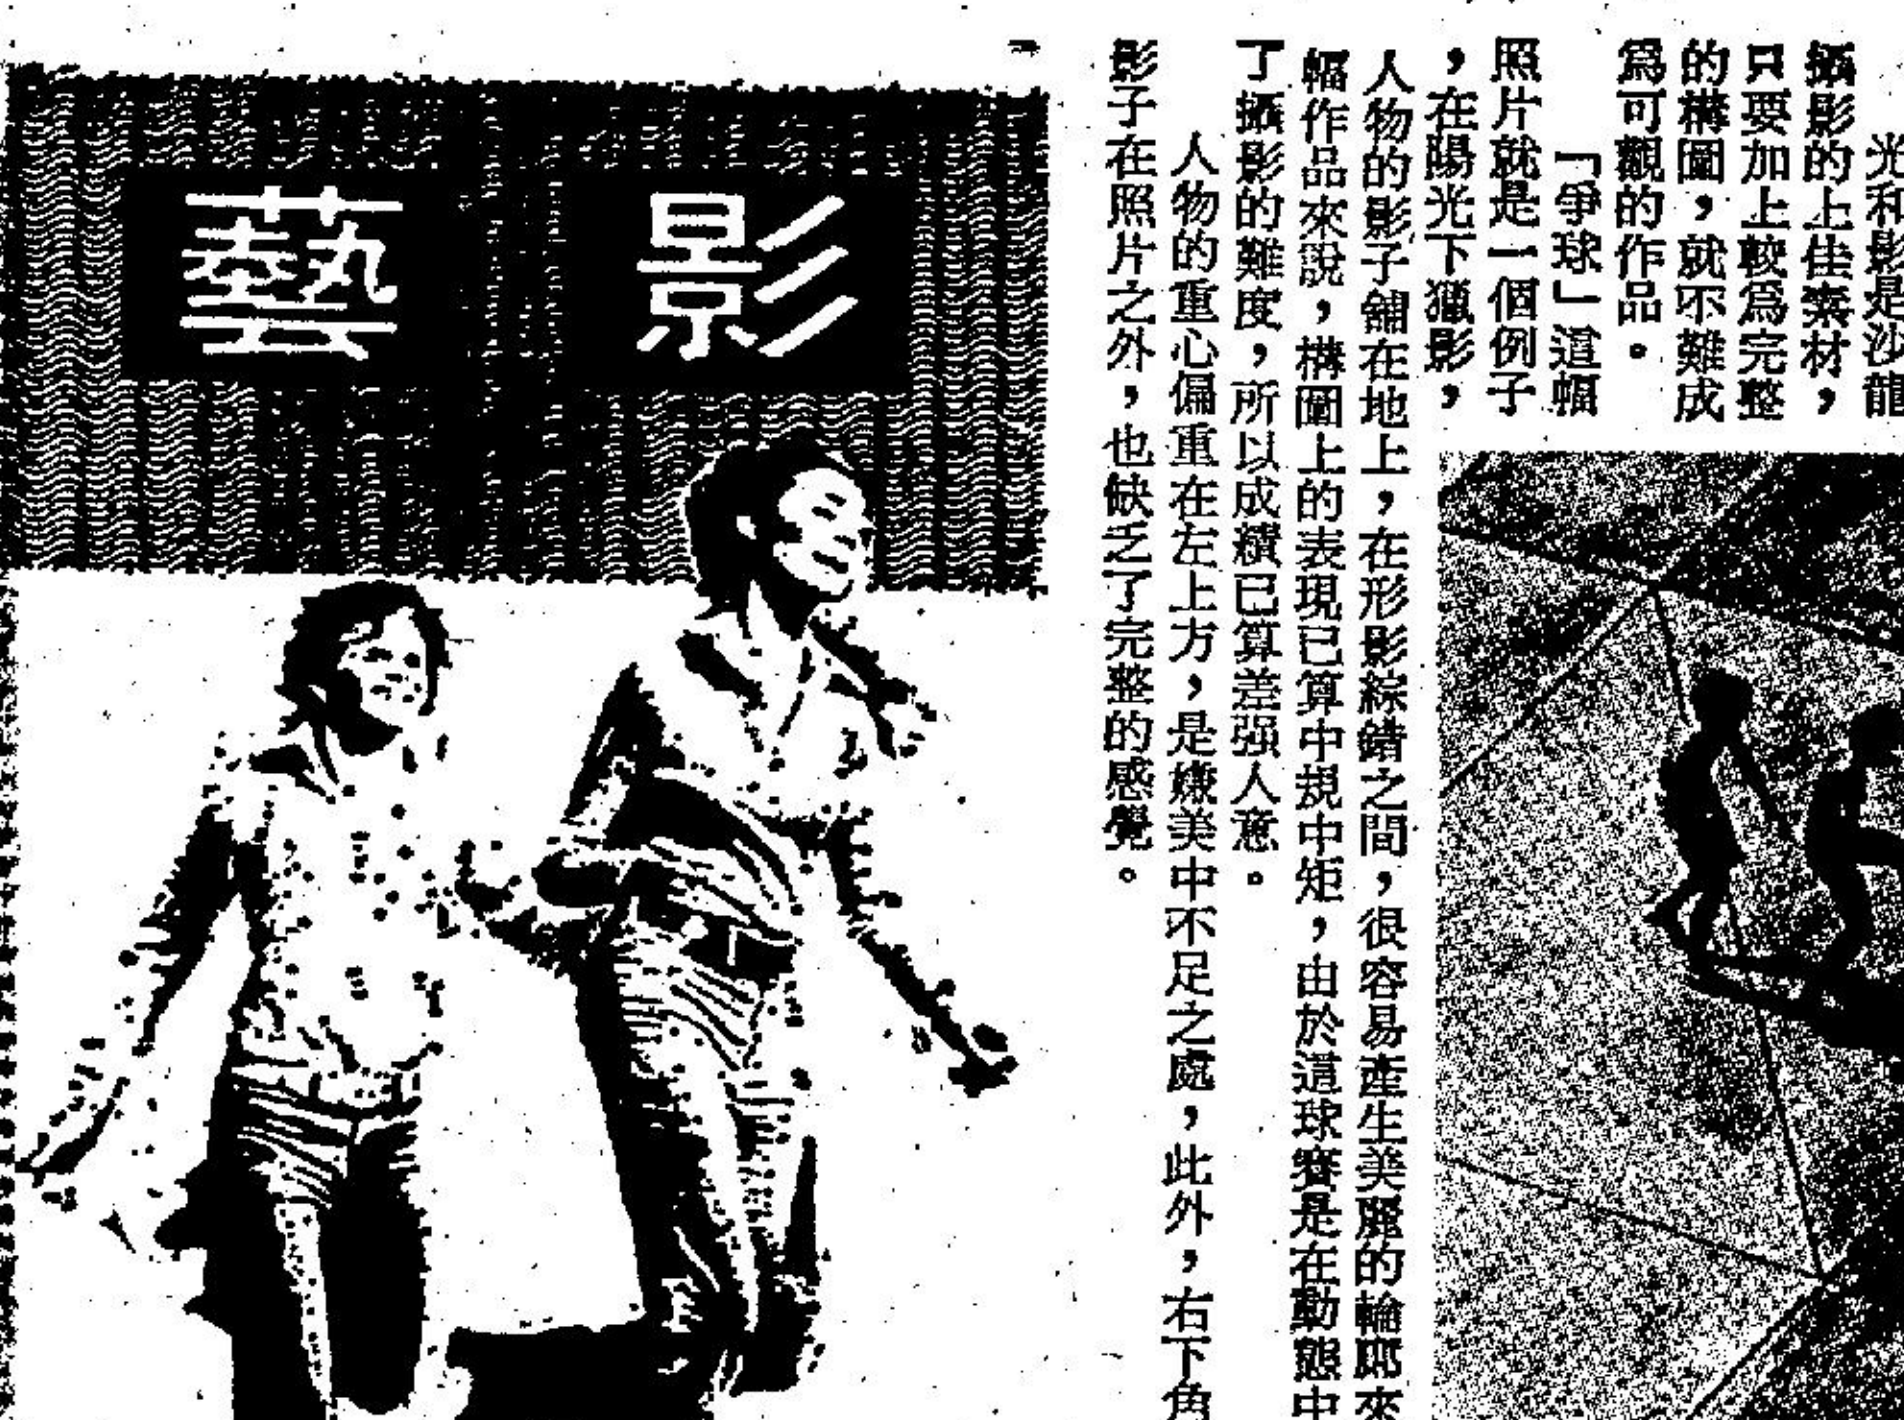 光和影是沙龍
攝影的上佳素材，
只要加上較爲完整
的構圖，就不難成
爲可觀的作品。
「爭球」這幅
照片就是一個例子
，在陽光下獵影，
人物的影子舖在地上，在形影綜錯之間，很容易產生美麗的輪郎來
幅作品來說，構圖上的表現已算中規中矩，由於這球賽是在動態中
了攝影的難度，所以成績已算差强人意。
人物的重心偏重在左上方，是嫌美中不足之處，此外，右下角
影子在照片之外，也缺乏了完整的感覺。
影藝